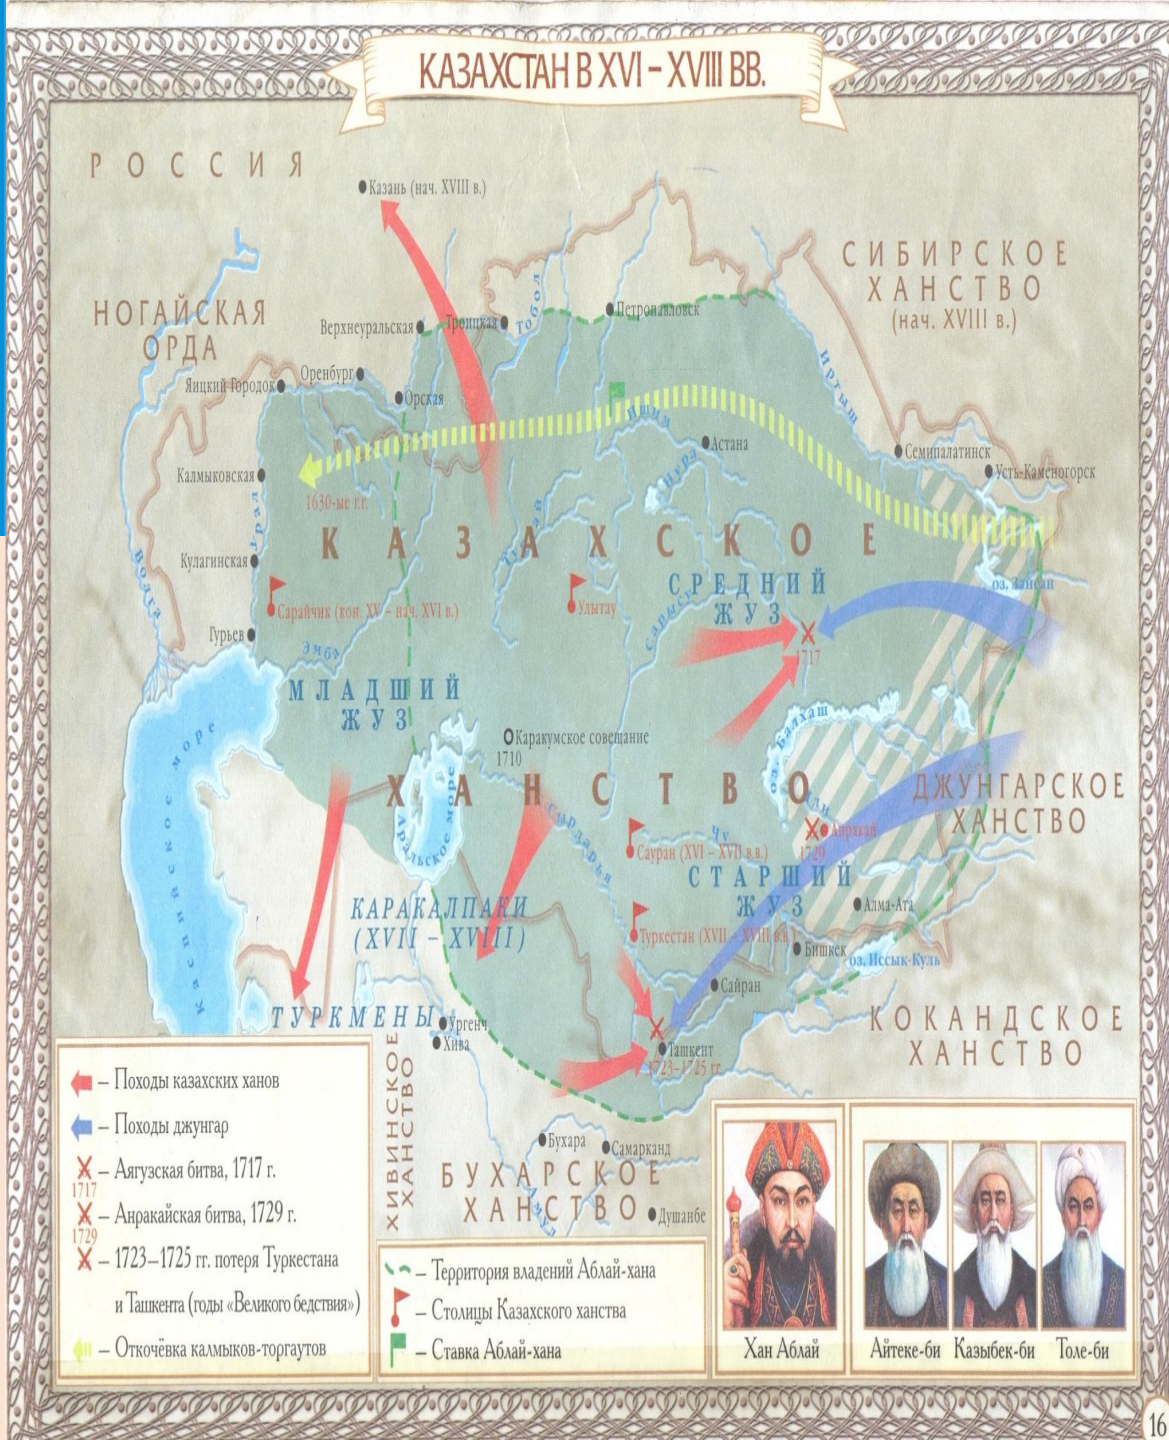 КАЗАХСТАН В XVI – XVIII ВВ.
РОССИЯ
Казань (нач. XVIII в.)
СИБИРСКОЕ
ХАНСТВО
(нач. XVIII в.)
НОГАЙСКАЯ
ОРДА
Верхнеуральская
Троицкая
Тобол
Петропавловск
Яицкий Городок
Оренбург
Орская
Иртыш
Ишим
Астана
Нура
Семипалатинск
Усть-Каменогорск
Калмыковская
1630-ые г.г.
Урал
Волга
КАЗАХСКОЕ
Кулагинская
Тургай
оз. Зайсан
СРЕДНИЙ
ЖУЗ
Сарайчик (кон. XV – нач. XVI в.)
Улытау
Сарысу
1717
Гурьев
Эмба
МЛАДШИЙ
ЖУЗ
оз. Балхаш
Каракумское совещание
1710
Каспийское море
Аральское море
ХАНСТВО
ДЖУНГАРСКОЕ
ХАНСТВО
Или
Сырдарья
Чу
Анракай
1729
Сауран (XVI – XVII в.в.)
СТАРШИЙ
ЖУЗ
Алма-Ата
КАРАКАЛПАКИ
(XVII – XVIII)
Туркестан (XVII – XVIII в.в.)
Бишкек
оз. Иссык-Куль
Сайран
ТУРКМЕНЫ
Ургенч
Хива
КОКАНДСКОЕ
ХАНСТВО
Ташкент
1723–1725 гг.
ХИВИНСКОЕ
ХАНСТВО
Бухара
Самарканд
БУХАРСКОЕ
ХАНСТВО
Душанбе
– Походы казахских ханов
– Походы джунгар
– Аягузская битва, 1717 г.
1717
– Анракайская битва, 1729 г.
1729
– 1723–1725 гг. потеря Туркестана
и Ташкента (годы «Великого бедствия»)
– Откочёвка калмыков-торгаутов
– Территория владений Аблай-хана
– Столицы Казахского ханства
– Ставка Аблай-хана
Хан Аблай
Айтеке-би
Казыбек-би
Толе-би
16